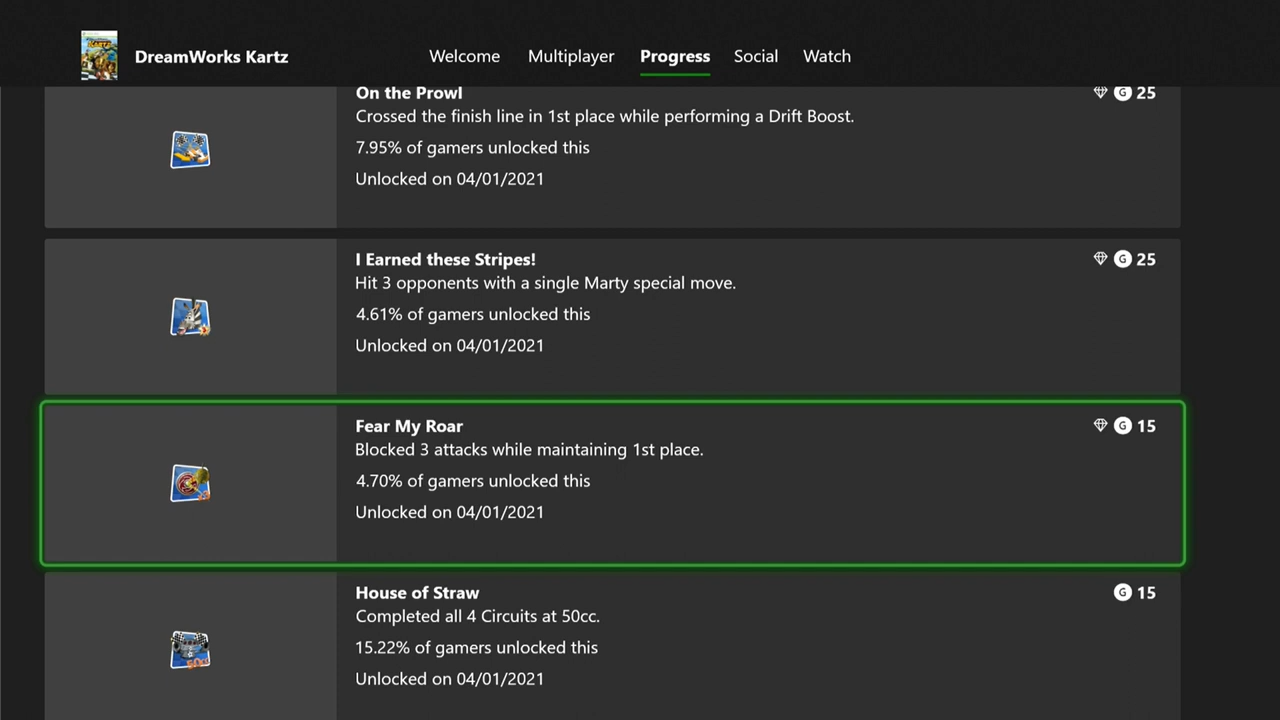 DreamWorks Kartz
Welcome Multiplayer Progress Social Watch
On the Prowl
G 25
Crossed the finish line in 1st place while performing a Drift Boost.
7.95% of gamers unlocked this
Unlocked on 04/01/2021
I Earned these Stripes!
G 25
Hit 3 opponents with a single Marty special move.
4.61% of gamers unlocked this
Unlocked on 04/01/2021
Fear My Roar
G 15
Blocked 3 attacks while maintaining 1st place.
4.70% of gamers unlocked this
Unlocked on 04/01/2021
House of Straw
G 15
Completed all 4 Circuits at 50cc.
15.22% of gamers unlocked this
Unlocked on 04/01/2021